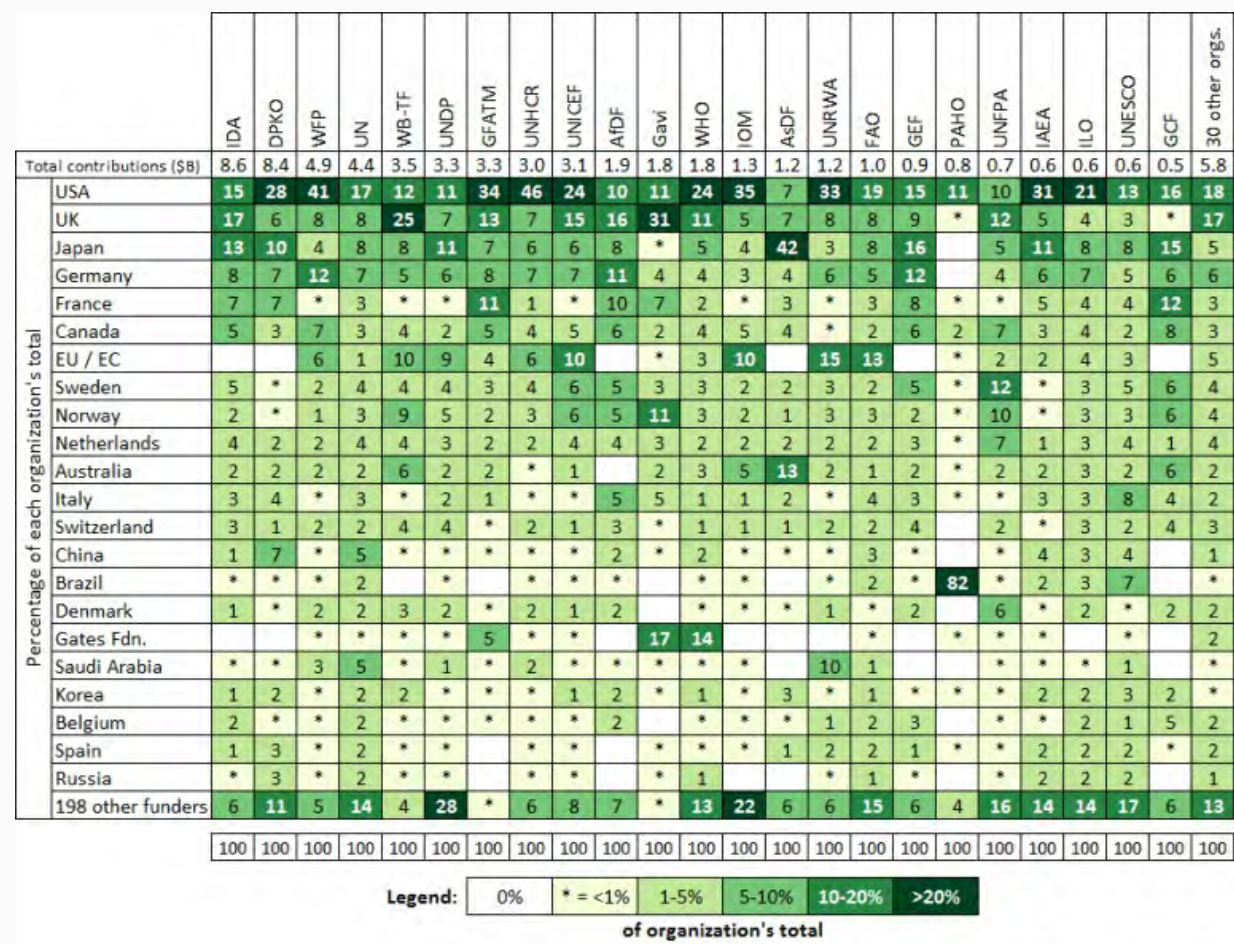 IDA DPKO WFP UN WB-TF UNDP GFATM UNHCR UNICEF AfDF Gavi WHO IOM AsDF UNRWA FAO GEF PAHO UNFPA IAEA ILO UNESCO GCF 30 other orgs.
Total contributions ($B) 8.6 8.4 4.9 4.4 3.5 3.3 3.3 3.0 3.1 1.9 1.8 1.8 1.3 1.2 1.2 1.0 0.9 0.8 0.7 0.6 0.6 0.6 0.5 5.8
Percentage of each organization's total
USA 15 28 41 17 12 11 34 46 24 10 11 24 35 7 33 19 15 11 10 31 21 13 16 18
UK 17 6 8 8 25 7 13 7 15 16 31 11 5 7 8 8 9 * 12 5 4 3 * 17
Japan 13 10 4 8 8 11 7 6 6 8 * 5 4 42 3 8 16 5 11 8 8 15 5
Germany 8 7 12 7 5 6 8 7 7 11 4 4 3 4 6 5 12 4 6 7 5 6 6
France 7 7 * 3 * * 11 1 * 10 7 2 * 3 * 3 8 * * 5 4 4 12 3
Canada 5 3 7 3 4 2 5 4 5 6 2 4 5 4 * 2 6 2 7 3 4 2 8 3
EU / EC 6 1 10 9 4 6 10 * 3 10 15 13 * 2 2 4 3 5
Sweden 5 * 2 4 4 4 3 4 6 5 3 3 2 2 3 2 5 * 12 * 3 5 6 4
Norway 2 * 1 3 9 5 2 3 6 5 11 3 2 1 3 3 2 * 10 * 3 3 6 4
Netherlands 4 2 2 4 4 3 2 2 4 4 3 2 2 2 2 2 3 * 7 1 3 4 1 4
Australia 2 2 2 2 6 2 2 * 1 2 3 5 13 2 1 2 * 2 2 3 2 6 2
Italy 3 4 * 3 * 2 1 * * 5 5 1 1 2 * 4 3 * * 3 3 8 4 2
Switzerland 3 1 2 2 4 4 * 2 1 3 * 1 1 1 2 2 4 2 * 3 2 4 3
China 1 7 * 5 * * * * * 2 * 2 * * * 3 * * 4 3 4 1
Brazil * * * 2 * * * * * * * * 2 * 82 * 2 3 7 *
Denmark 1 * 2 2 3 2 * 2 1 2 * * * 1 * 2 6 * 2 * 2 2
Gates Fdn. * * * * 5 * * 17 14 * * * * * 2
Saudi Arabia * * 3 5 * 1 * 2 * * * * * * 10 1 * * * 1 *
Korea 1 2 * 2 2 * * * 1 2 * 1 * 3 * 1 * * * 2 2 3 2 *
Belgium 2 * * 2 * * * * * 2 * * * 1 2 3 * * 2 1 5 2
Spain 1 3 * 2 * * * * * * * 1 2 2 1 * * 2 2 2 * 2
Russia * 3 * 2 * * * * * 1 * 1 * * 2 2 2 1
198 other funders 6 11 5 14 4 28 * 6 8 7 * 13 22 6 6 15 6 4 16 14 14 17 6 13
100 100 100 100 100 100 100 100 100 100 100 100 100 100 100 100 100 100 100 100 100 100 100 100
Legend: 0% * = <1% 1-5% 5-10% 10-20% >20%
of organization's total